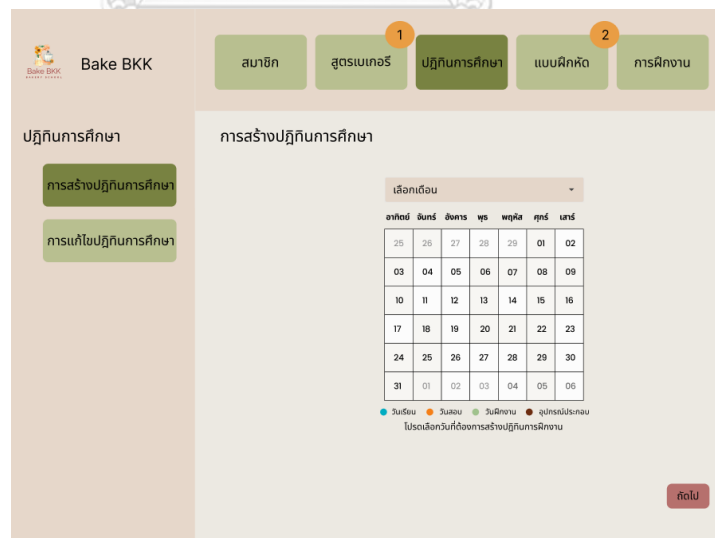 1
2
Bake BKK
BAKERY SCHOOL
Bake BKK
สมาชิก
สูตรเบเกอรี
ปฏิทินการศึกษา
แบบฝึกหัด
การฝึกงาน
ปฎิทินการศึกษา
การสร้างปฎิทินการศึกษา
การสร้างปฎิทินการศึกษา
การแก้ไขปฎิทินการศึกษา
เลือกเดือน
อาทิตย์ จันทร์ อังคาร พุธ พฤหัส ศุกร์ เสาร์
25 26 27 28 29 01 02
03 04 05 06 07 08 09
10 11 12 13 14 15 16
17 18 19 20 21 22 23
24 25 26 27 28 29 30
31 01 02 03 04 05 06
วันเรียน วันสอบ วันฝึกงาน อุปกรณ์ประกอบ
โปรดเลือกวันที่ต้องการสร้างปฏิทินการฝึกงาน
ถัดไป